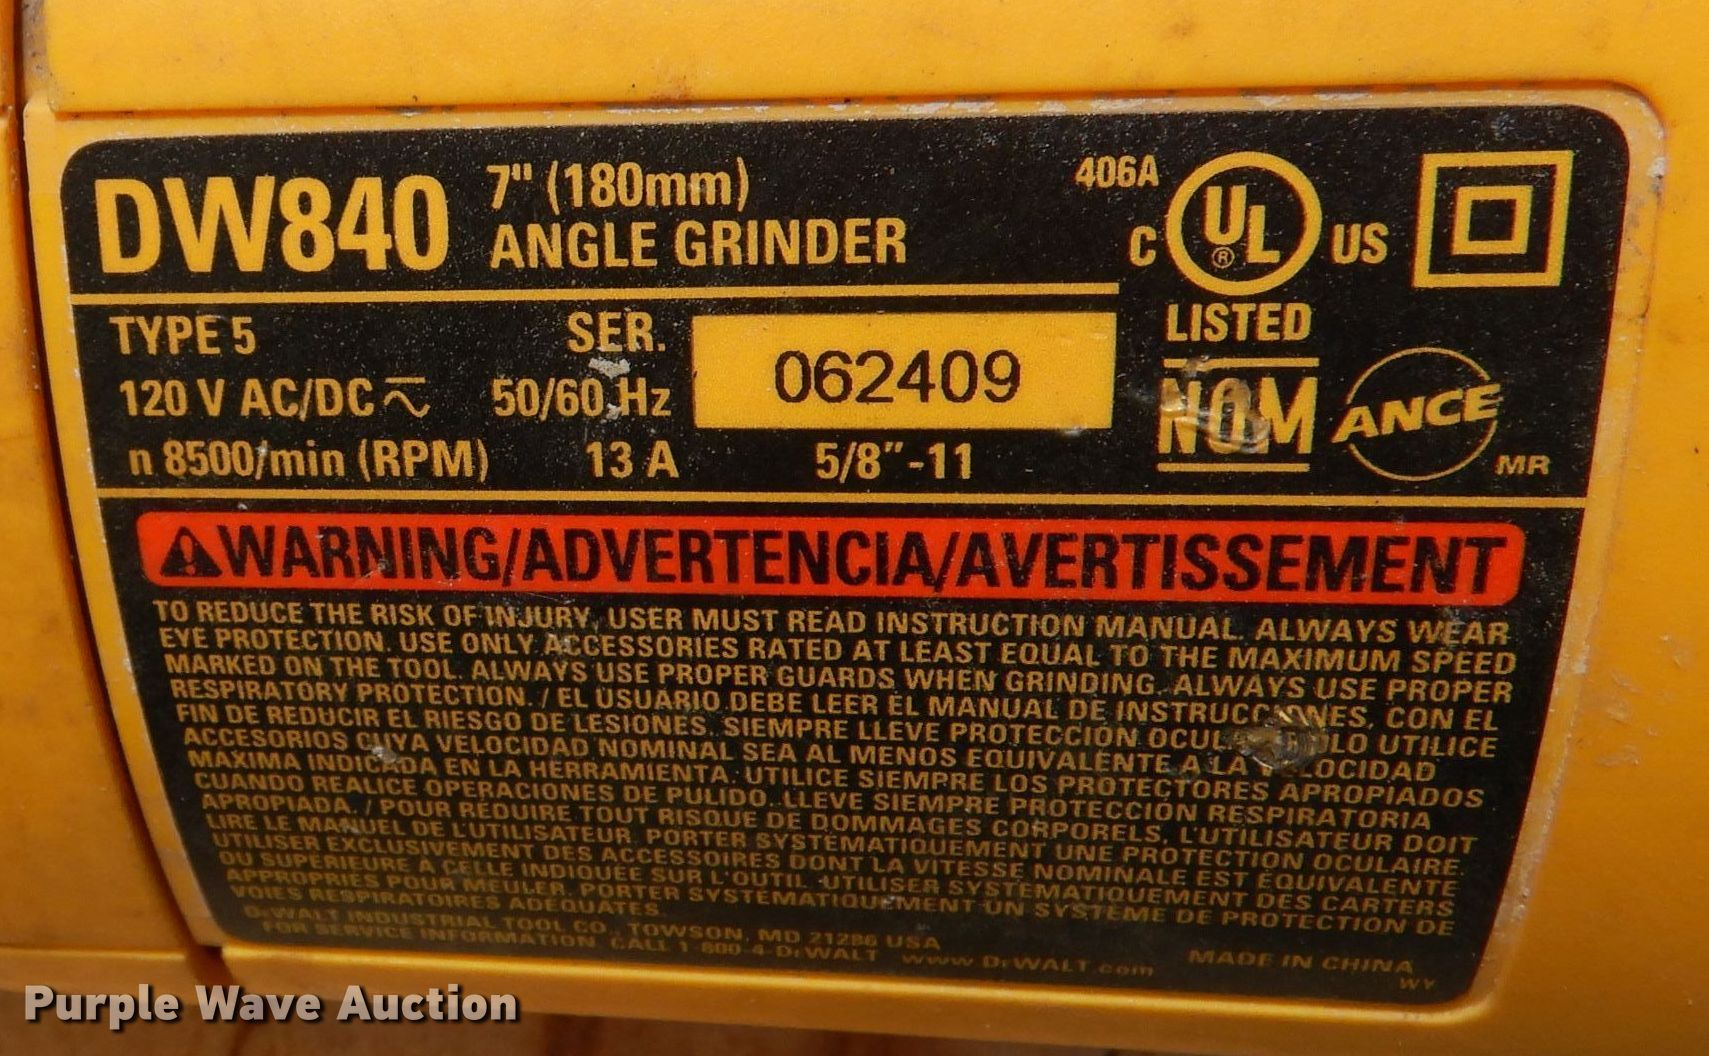 DW840
7" (180mm)
ANGLE GRINDER
406A
C UL ® US
LISTED
TYPE 5
SER.
062409
120 V AC/DC
50/60 Hz
NOM
ANCE
MR
n 8500/min (RPM)
13 A
5/8"-11
WARNING/ADVERTENCIA/AVERTISSEMENT
TO REDUCE THE RISK OF INJURY, USER MUST READ INSTRUCTION MANUAL. ALWAYS WEAR
EYE PROTECTION. USE ONLY ACCESSORIES RATED AT LEAST EQUAL TO THE MAXIMUM SPEED
MARKED ON THE TOOL. ALWAYS USE PROPER GUARDS WHEN GRINDING. ALWAYS USE PROPER
RESPIRATORY PROTECTION. / EL USUARIO DEBE LEER EL MANUAL DE INSTRUCCIONES, CON EL
FIN DE REDUCIR EL RIESGO DE LESIONES. SIEMPRE LLEVE PROTECCIÓN LO UTILICE
ACCESORIOS CUYA VELOCIDAD NOMINAL SEA AL MENOS EQUIVALENTE A LA VELOCIDAD
MÁXIMA INDICADA EN LA HERRAMIENTA. UTILICE SIEMPRE LOS PROTECTORES APROPIADOS
CUANDO REALICE OPERACIONES DE PULIDO. LLEVE SIEMPRE PROTECCIÓN RESPIRATORIA
APROPIADA. / POUR RÉDUIRE TOUT RISQUE DE DOMMAGES CORPORELS, L'UTILISATEUR DOIT
LIRE LE MANUEL DE L'UTILISATEUR. PORTER SYSTÉMATIQUEMENT UNE PROTECTION OCULAIRE.
UTILISER EXCLUSIVEMENT DES ACCESSOIRES DONT LA VITESSE NOMINALE EST ÉQUIVALENTE
OU SUPÉRIEURE À CELLE INDIQUÉE SUR L'OUTIL. UTILISER SYSTÉMATIQUEMENT DES CARTERS
APPROPRIÉS POUR MEULER. PORTER SYSTÉMATIQUEMENT UN SYSTÈME DE PROTECTION DE
VOIES RESPIRATOIRES ADÉQUATES.
DEWALT INDUSTRIAL TOOL CO., TOWSON, MD 21286 USA
FOR SERVICE INFORMATION, CALL 1-800-4-DEWALT www.DEWALT.com
MADE IN CHINA
WY
Purple Wave Auction